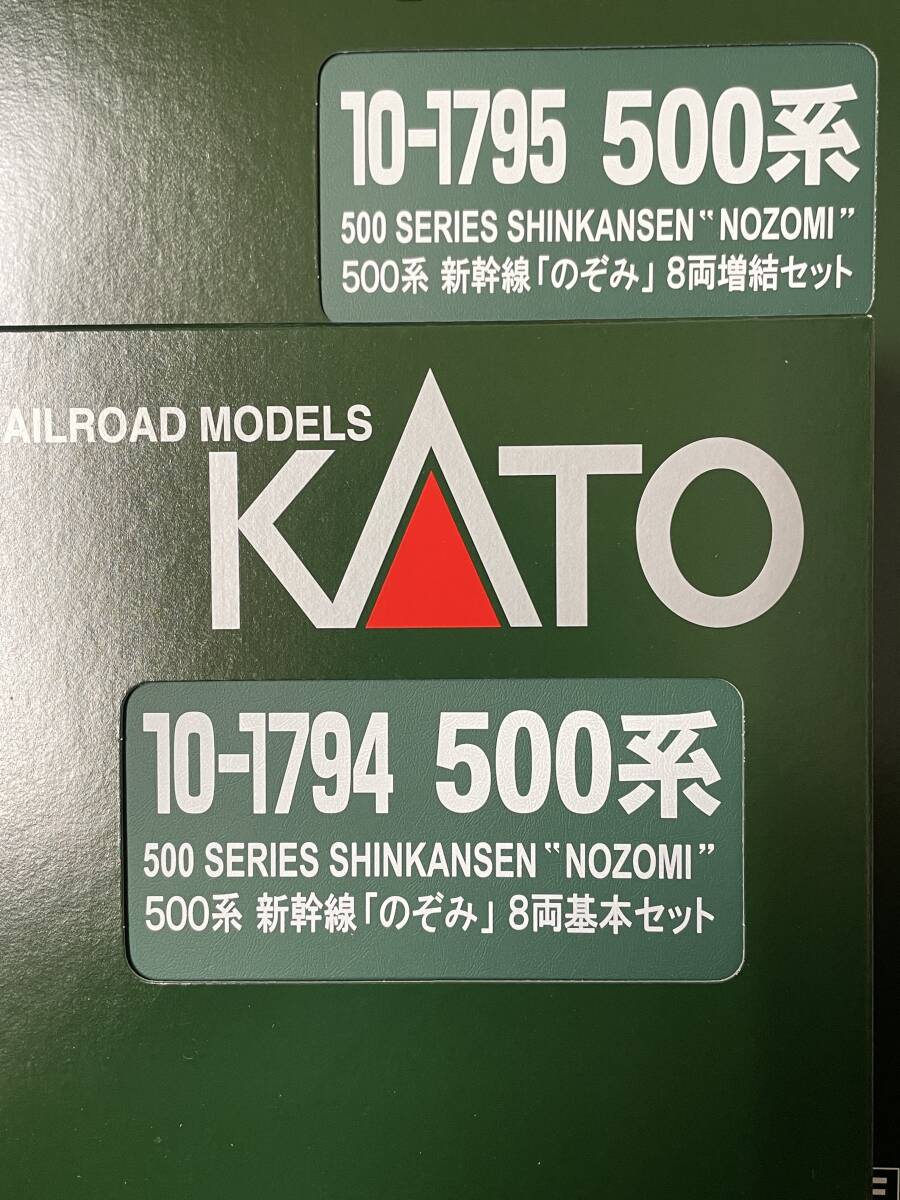 10-1795 500系
500 SERIES SHINKANSEN “NOZOMI”
500系 新幹線「のぞみ」 8両増結セット
AILROAD MODELS
KATO
10-1794 500系
500 SERIES SHINKANSEN “NOZOMI”
500系 新幹線「のぞみ」 8両基本セット